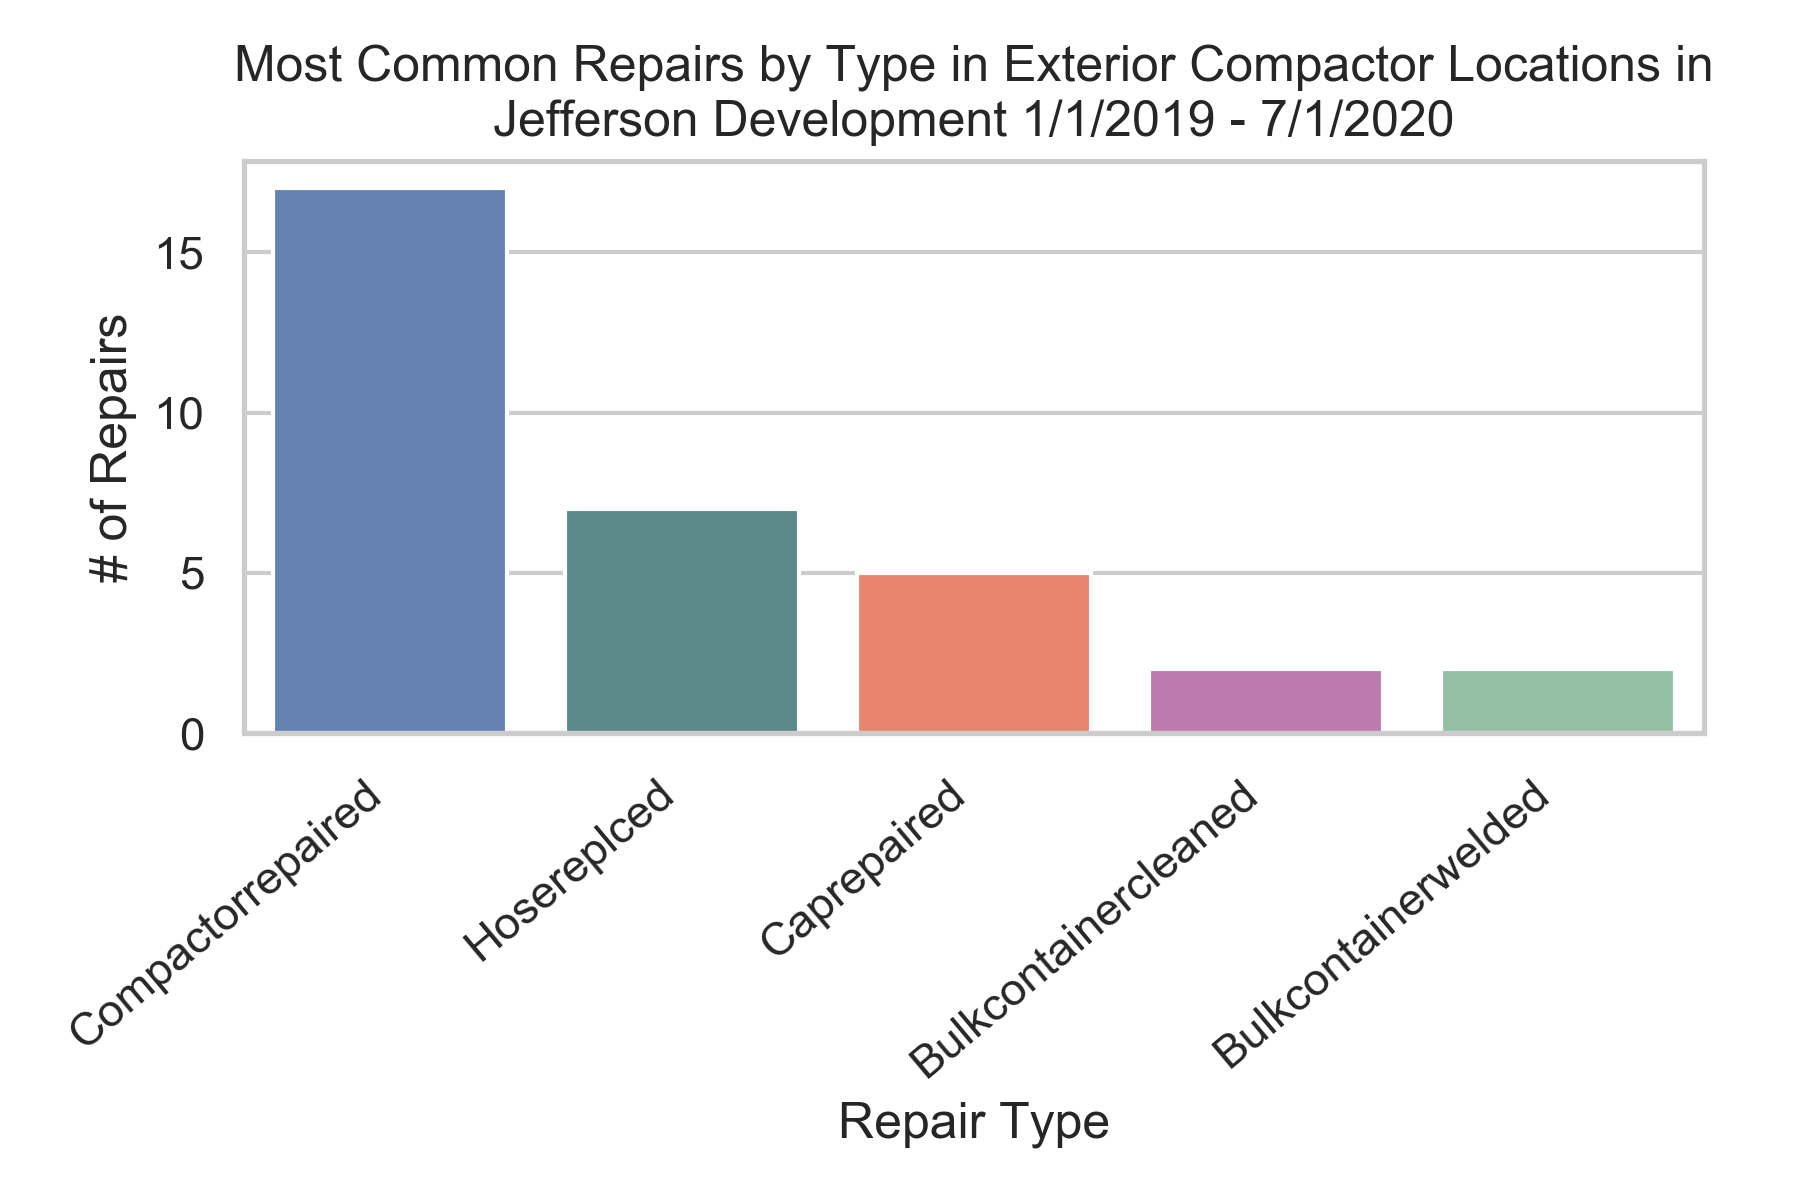 Most Common Repairs by Type in Exterior Compactor Locations in
Jefferson Development 1/1/2019 - 7/1/2020
15
10
5
0
# of Repairs
Compactorrepaired
Hosereplced
Caprepaired
Bulkcontainercleaned
Bulkcontainerwelded
Repair Type